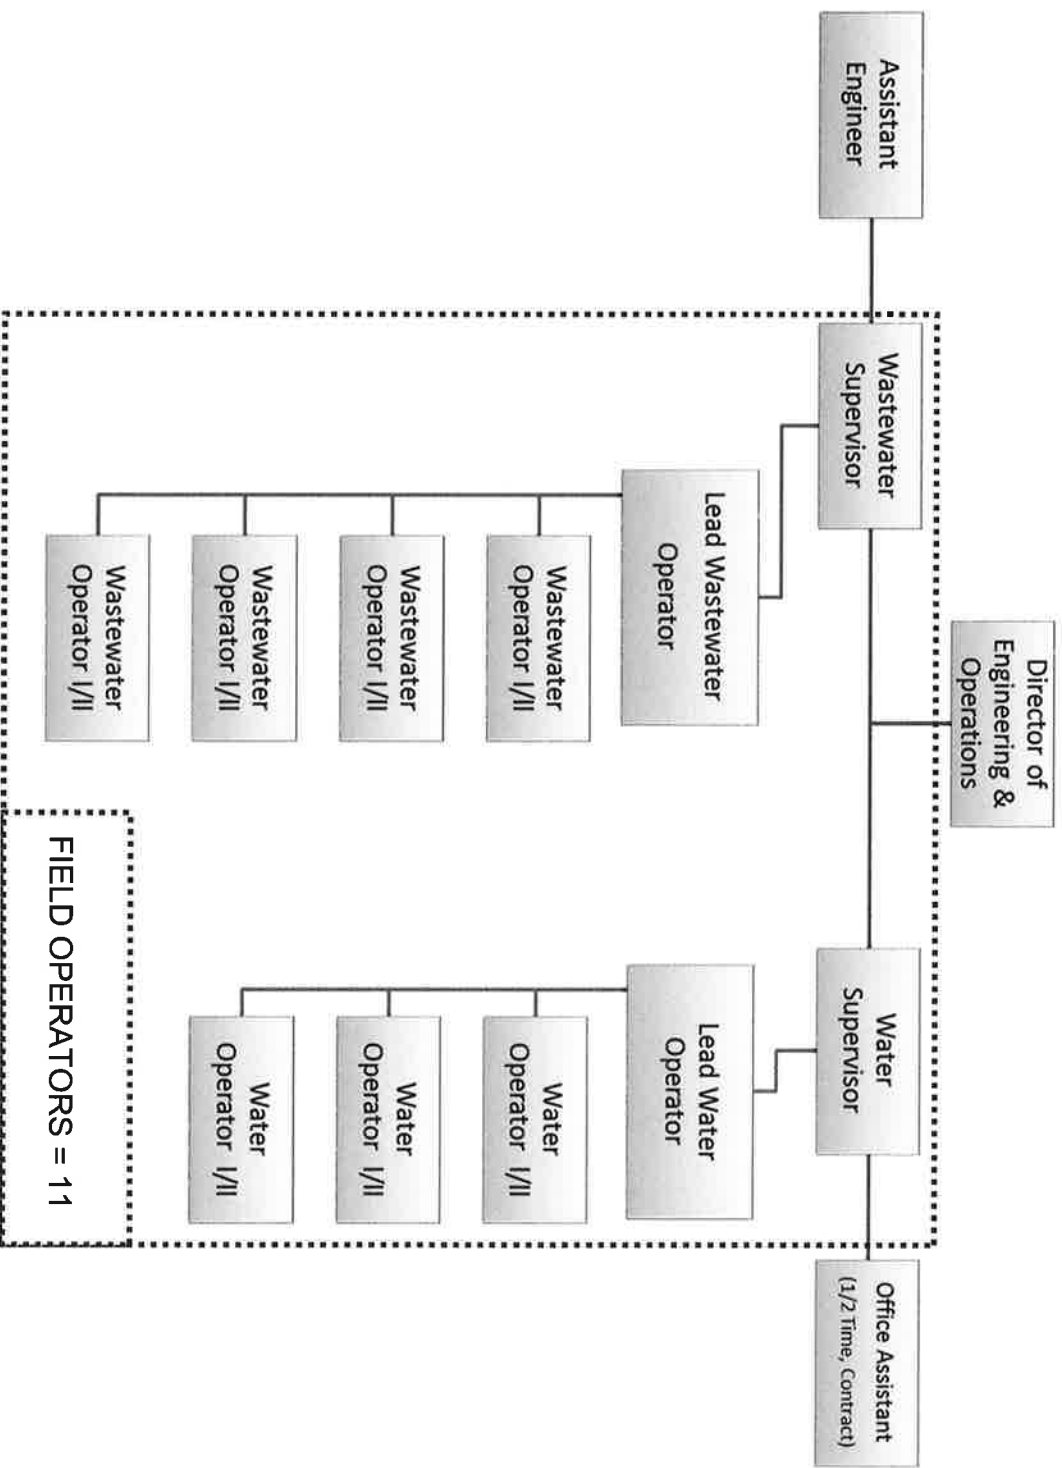 Director of
Engineering &
Operations
Assistant
Engineer
Wastewater
Supervisor
Water
Supervisor
Office Assistant
(1/2 Time, Contract)
Lead Wastewater
Operator
Wastewater
Operator I/II
Wastewater
Operator I/II
Wastewater
Operator I/II
Wastewater
Operator I/II
Lead Water
Operator
Water
Operator I/II
Water
Operator I/II
Water
Operator I/II
FIELD OPERATORS = 11